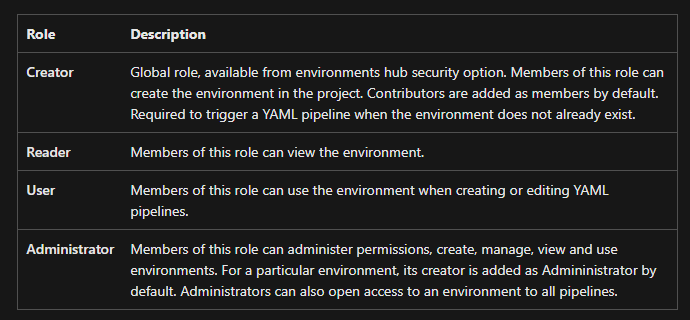 Role Description
Creator Global role, available from environments hub security option. Members of this role can
create the environment in the project. Contributors are added as members by default.
Required to trigger a YAML pipeline when the environment does not already exist.
Reader Members of this role can view the environment.
User Members of this role can use the environment when creating or editing YAML
pipelines.
Administrator Members of this role can administer permissions, create, manage, view and use
environments. For a particular environment, its creator is added as Admininistrator by
default. Administrators can also open access to an environment to all pipelines.